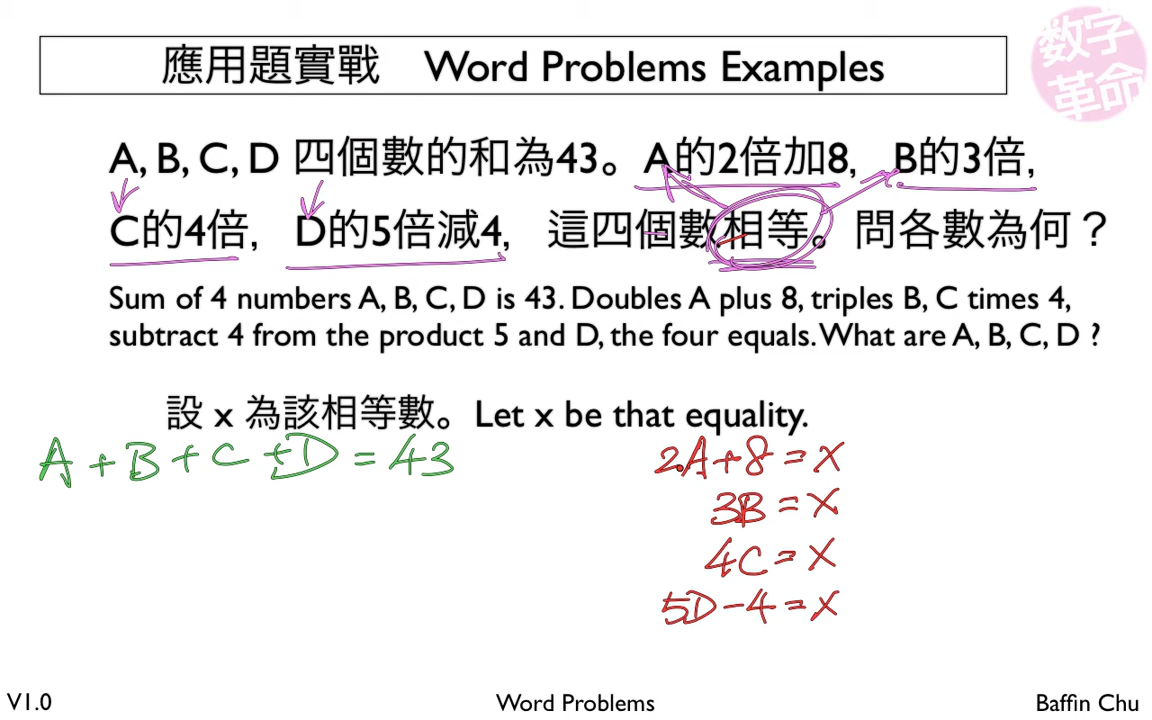 应用題實戰 Word Problems Examples
数字
革命
A, B, C, D 四個數的和為43。A的2倍加8, B的3倍,
C的4倍, D的5倍減4, 這四個數相等。問各數為何？
Sum of 4 numbers A, B, C, D is 43. Doubles A plus 8, triples B, C times 4,
subtract 4 from the product 5 and D, the four equals. What are A, B, C, D ?
設 x 為該相等數。Let x be that equality.
A + B + C + D = 43
2A + 8 = x
3B = x
4C = x
5D - 4 = x
V1.0 Word Problems Baffin Chu